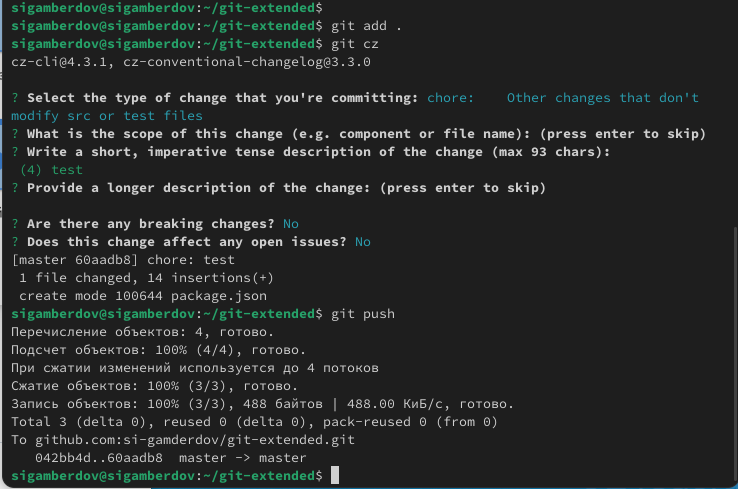 sigamberdov@sigamberdov:~/git-extended$
sigamberdov@sigamberdov:~/git-extended$ git add .
sigamberdov@sigamberdov:~/git-extended$ git cz
cz-cli@4.3.1, cz-conventional-changelog@3.3.0
? Select the type of change that you're committing: chore:    Other changes that don't
modify src or test files
? What is the scope of this change (e.g. component or file name): (press enter to skip)
? Write a short, imperative tense description of the change (max 93 chars):
 (4) test
? Provide a longer description of the change: (press enter to skip)
? Are there any breaking changes? No
? Does this change affect any open issues? No
[master 60aadb8] chore: test
 1 file changed, 14 insertions(+)
 create mode 100644 package.json
sigamberdov@sigamberdov:~/git-extended$ git push
Перечисление объектов: 4, готово.
Подсчет объектов: 100% (4/4), готово.
При сжатии изменений используется до 4 потоков
Сжатие объектов: 100% (3/3), готово.
Запись объектов: 100% (3/3), 488 байтов | 488.00 КиБ/с, готово.
Total 3 (delta 0), reused 0 (delta 0), pack-reused 0 (from 0)
To github.com:si-gamderdov/git-extended.git
   042bb4d..60aadb8  master -> master
sigamberdov@sigamberdov:~/git-extended$